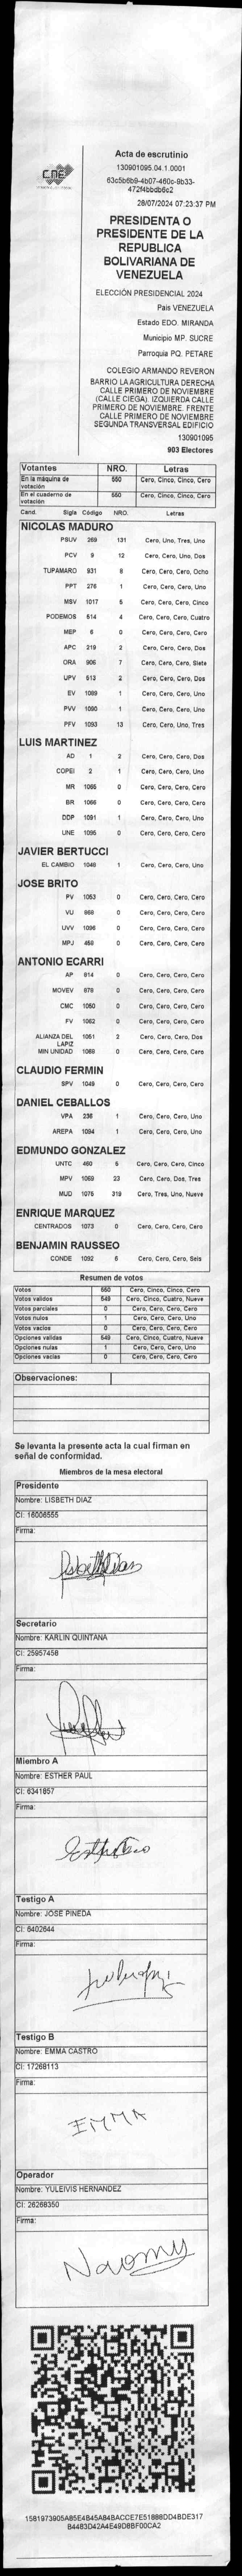 CNE
Acta de escrutinio
130901095.04.1.0001
63c5b6b9-4b07-460c-9b33-
472f4bbdb6c2
28/07/2024 07:23:37 PM
PRESIDENTA O
PRESIDENTE DE LA
REPUBLICA
BOLIVARIANA DE
VENEZUELA
ELECCIÓN PRESIDENCIAL 2024
Pais VENEZUELA
Estado EDO. MIRANDA
Municipio MP. SUCRE
Parroquia PQ. PETARE
COLEGIO ARMANDO REVERON
BARRIO LA AGRICULTURA DERECHA
CALLE PRIMERO DE NOVIEMBRE
(CALLE CIEGA). IZQUIERDA CALLE
PRIMERO DE NOVIEMBRE. FRENTE
CALLE PRIMERO DE NOVIEMBRE
SEGUNDA TRANSVERSAL EDIFICIO
130901095
903 Electores
Votantes NRO. Letras
En la máquina de votación 550 Cero, Cinco, Cinco, Cero
En el cuaderno de votación 550 Cero, Cinco, Cinco, Cero
Cand. Sigla Código NRO. Letras
NICOLAS MADURO
PSUV 269 131 Cero, Uno, Tres, Uno
PCV 9 12 Cero, Cero, Uno, Dos
TUPAMARO 931 8 Cero, Cero, Cero, Ocho
PPT 276 1 Cero, Cero, Cero, Uno
MSV 1017 5 Cero, Cero, Cero, Cinco
PODEMOS 514 4 Cero, Cero, Cero, Cuatro
MEP 6 0 Cero, Cero, Cero, Cero
APC 219 2 Cero, Cero, Cero, Dos
ORA 906 7 Cero, Cero, Cero, Siete
UPV 513 2 Cero, Cero, Cero, Dos
EV 1089 1 Cero, Cero, Cero, Uno
PVV 1090 1 Cero, Cero, Cero, Uno
PFV 1093 13 Cero, Cero, Uno, Tres
LUIS MARTINEZ
AD 1 2 Cero, Cero, Cero, Dos
COPEI 2 1 Cero, Cero, Cero, Uno
MR 1065 0 Cero, Cero, Cero, Cero
BR 1066 0 Cero, Cero, Cero, Cero
DDP 1091 1 Cero, Cero, Cero, Uno
UNE 1095 0 Cero, Cero, Cero, Cero
JAVIER BERTUCCI
EL CAMBIO 1048 1 Cero, Cero, Cero, Uno
JOSE BRITO
PV 1053 0 Cero, Cero, Cero, Cero
VU 868 0 Cero, Cero, Cero, Cero
UVV 1096 0 Cero, Cero, Cero, Cero
MPJ 458 0 Cero, Cero, Cero, Cero
ANTONIO ECARRI
AP 814 0 Cero, Cero, Cero, Cero
MOVEV 878 0 Cero, Cero, Cero, Cero
CMC 1050 0 Cero, Cero, Cero, Cero
FV 1062 0 Cero, Cero, Cero, Cero
ALIANZA DEL LAPIZ 1051 2 Cero, Cero, Cero, Dos
MIN UNIDAD 1068 0 Cero, Cero, Cero, Cero
CLAUDIO FERMIN
SPV 1049 0 Cero, Cero, Cero, Cero
DANIEL CEBALLOS
VPA 236 1 Cero, Cero, Cero, Uno
AREPA 1094 1 Cero, Cero, Cero, Uno
EDMUNDO GONZALEZ
UNTC 460 5 Cero, Cero, Cero, Cinco
MPV 1069 23 Cero, Cero, Dos, Tres
MUD 1075 319 Cero, Tres, Uno, Nueve
ENRIQUE MARQUEZ
CENTRADOS 1073 0 Cero, Cero, Cero, Cero
BENJAMIN RAUSSEO
CONDE 1092 6 Cero, Cero, Cero, Seis
Resumen de votos
Votos 550 Cero, Cinco, Cinco, Cero
Votos validos 549 Cero, Cinco, Cuatro, Nueve
Votos parciales 0 Cero, Cero, Cero, Cero
Votos nulos 1 Cero, Cero, Cero, Uno
Votos vacios 0 Cero, Cero, Cero, Cero
Opciones validas 549 Cero, Cinco, Cuatro, Nueve
Opciones nulas 1 Cero, Cero, Cero, Uno
Opciones vacias 0 Cero, Cero, Cero, Cero
Observaciones:
Se levanta la presente acta la cual firman en
señal de conformidad.
Miembros de la mesa electoral
Presidente
Nombre: LISBETH DIAZ
CI: 16006555
Firma:
Secretario
Nombre: KARLIN QUINTANA
CI: 25957458
Firma:
Miembro A
Nombre: ESTHER PAUL
CI: 6341857
Firma:
Testigo A
Nombre: JOSE PINEDA
CI: 6402644
Firma:
Testigo B
Nombre: EMMA CASTRO
CI: 17268113
Firma:
EMMA
Operador
Nombre: YULEIVIS HERNANDEZ
CI: 26268350
Firma:
Naomy
1581973905A85E4B45A84BACCE7E51888DD4BDE317
B4483D42A4E49D8BF00CA2